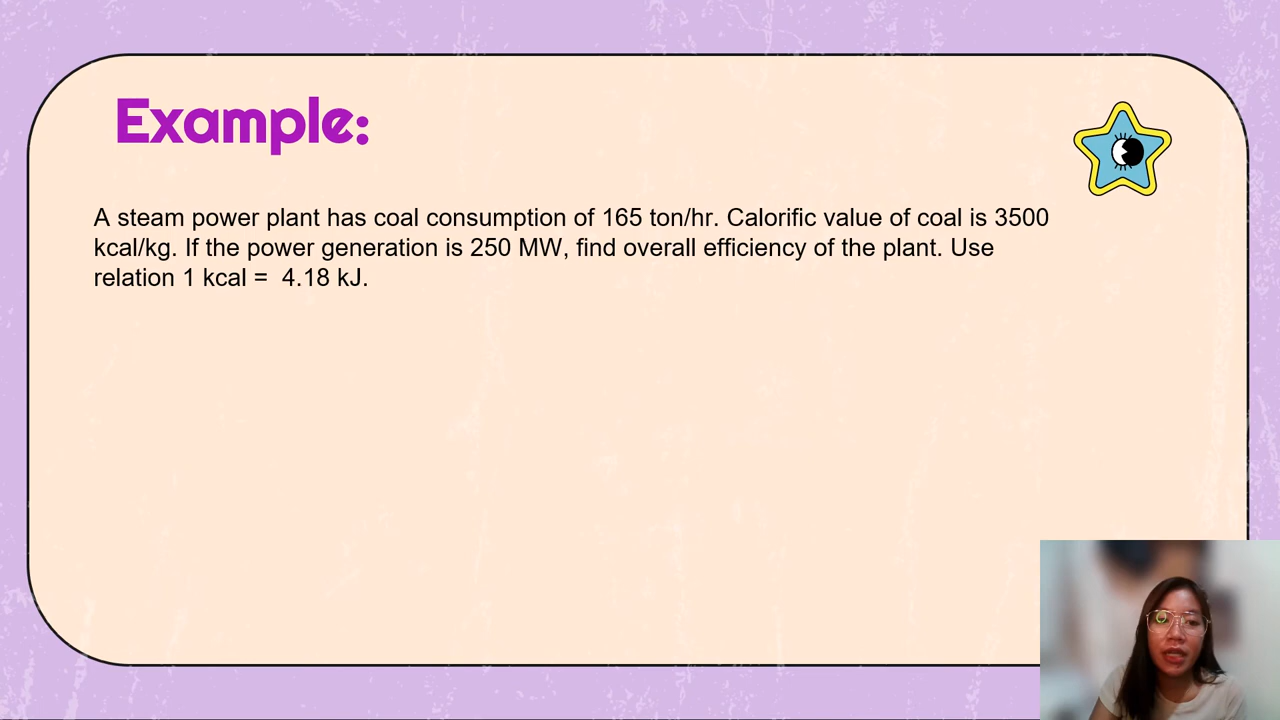 Example:
A steam power plant has coal consumption of 165 ton/hr. Calorific value of coal is 3500
kcal/kg. If the power generation is 250 MW, find overall efficiency of the plant. Use
relation 1 kcal =  4.18 kJ.